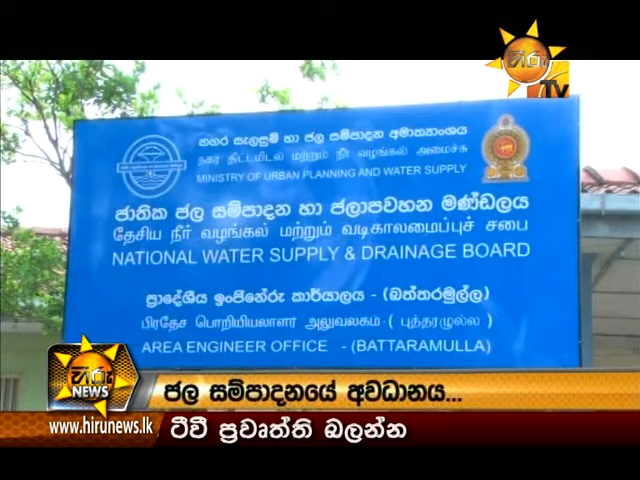 හිරු
TV
නගර සැලසුම් හා ජල සම්පාදන අමාත්‍යාංශය
நகர திட்டமிடல் மற்றும் நீர் வழங்கல் அமைச்சு
MINISTRY OF URBAN PLANNING AND WATER SUPPLY
ජාතික ජල සම්පාදන හා ජලාපවහන මණ්ඩලය
தேசிய நீர் வழங்கல் மற்றும் வடிகாலமைப்புச் சபை
NATIONAL WATER SUPPLY & DRAINAGE BOARD
ප්‍රාදේශීය ඉංජිනේරු කාර්යාලය - (බත්තරමුල්ල)
பிரதேச பொறியியலாளர் அலுவலகம் - ( புத்தரமுல்ல )
AREA ENGINEER OFFICE - (BATTARAMULLA)
හිරු
NEWS
ජල සම්පාදනයේ අවධානය...
www.hirunews.lk
ටීවී ප්‍රවෘත්ති බලන්න